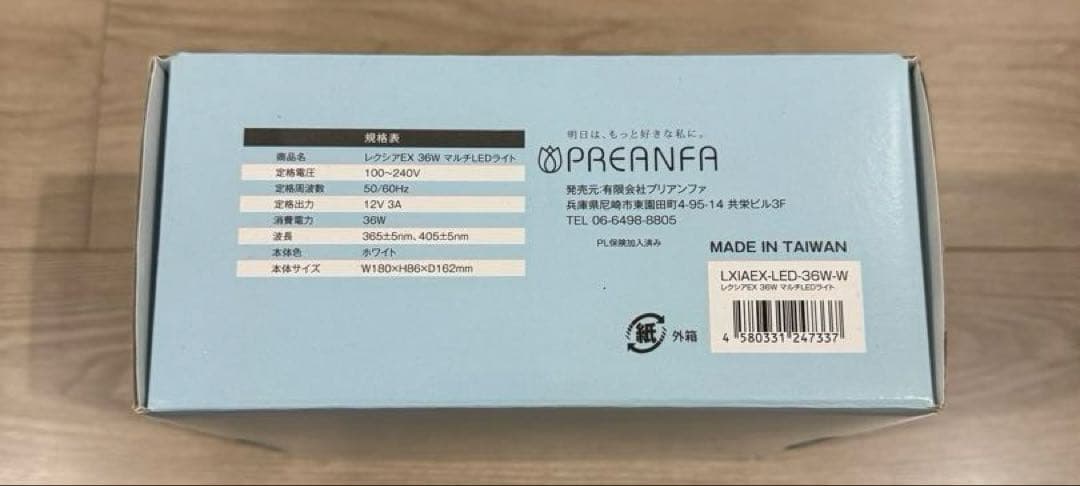 規格表
商品名 レクシアEX 36W マルチLEDライト
定格電圧 100~240V
定格周波数 50/60Hz
定格出力 12V 3A
消費電力 36W
波長 365±5nm、405±5nm
本体色 ホワイト
本体サイズ W180×H86×D162mm
明日は、もっと好きな私に。
PREANFA
発売元:有限会社プリアンファ
兵庫県尼崎市東園田町4-95-14 共栄ビル3F
TEL 06-6498-8805
PL保険加入済み
MADE IN TAIWAN
LXIAEX-LED-36W-W
レクシアEX 36W マルチLEDライト
4 580331 247337
紙 外箱